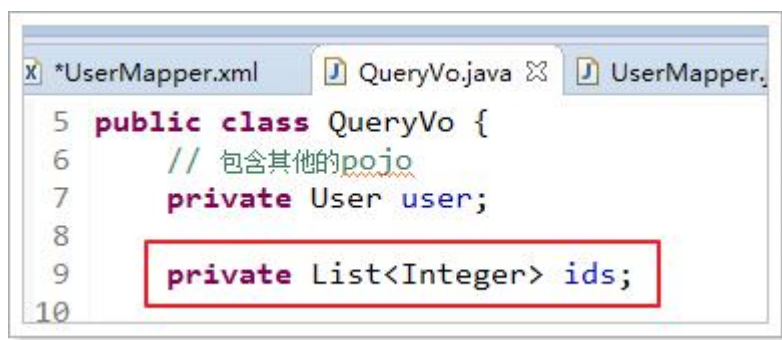 *UserMapper.xml QueryVo.java UserMapper.j
5 public class QueryVo {
6 // 包含其他的pojo
7 private User user;
8
9 private List<Integer> ids;
10